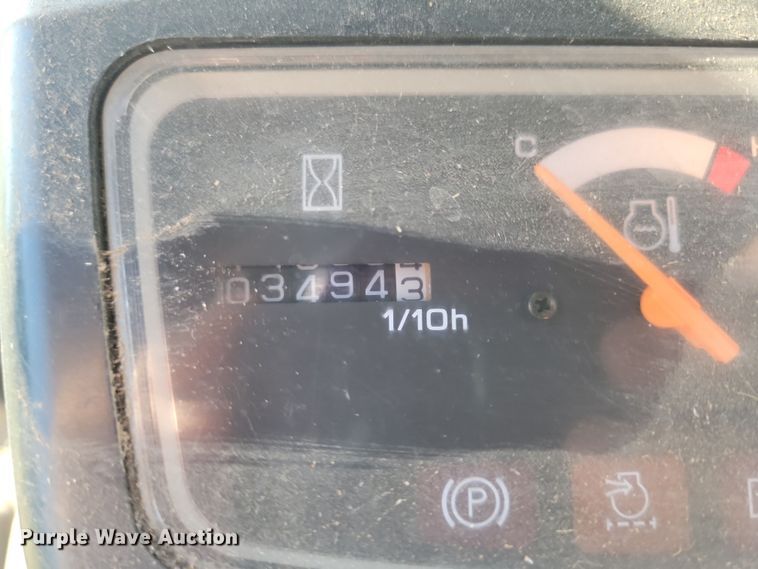 C H
034943
1/10h
P
Purple Wave Auction